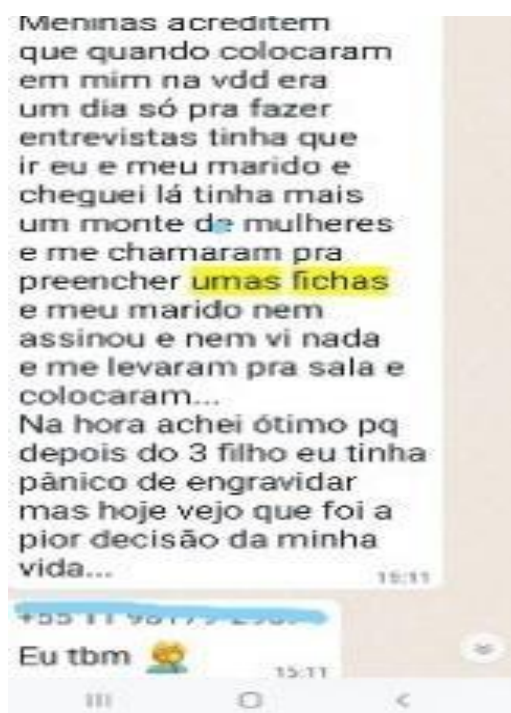 Meninas acreditem
que quando colocaram
em mim na vdd era
um dia só pra fazer
entrevistas tinha que
ir eu e meu marido e
cheguei lá tinha mais
um monte de mulheres
e me chamaram pra
preencher umas fichas
e meu marido nem
assinou e nem vi nada
e me levaram pra sala e
colocaram...
Na hora achei ótimo pq
depois do 3 filho eu tinha
pânico de engravidar
mas hoje vejo que foi a
pior decisão da minha
vida...
15:11
Eu tbm 🤦
15:11